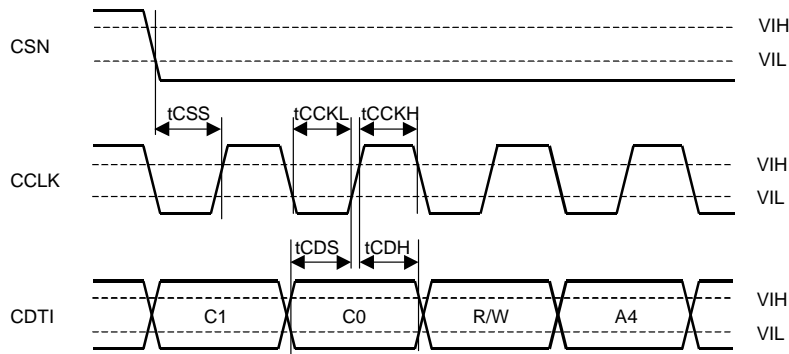 CSN
VIH
VIL
tCSS
tCCKL
tCCKH
CCLK
VIH
VIL
tCDS
tCDH
CDTI
C1
C0
R/W
A4
VIH
VIL